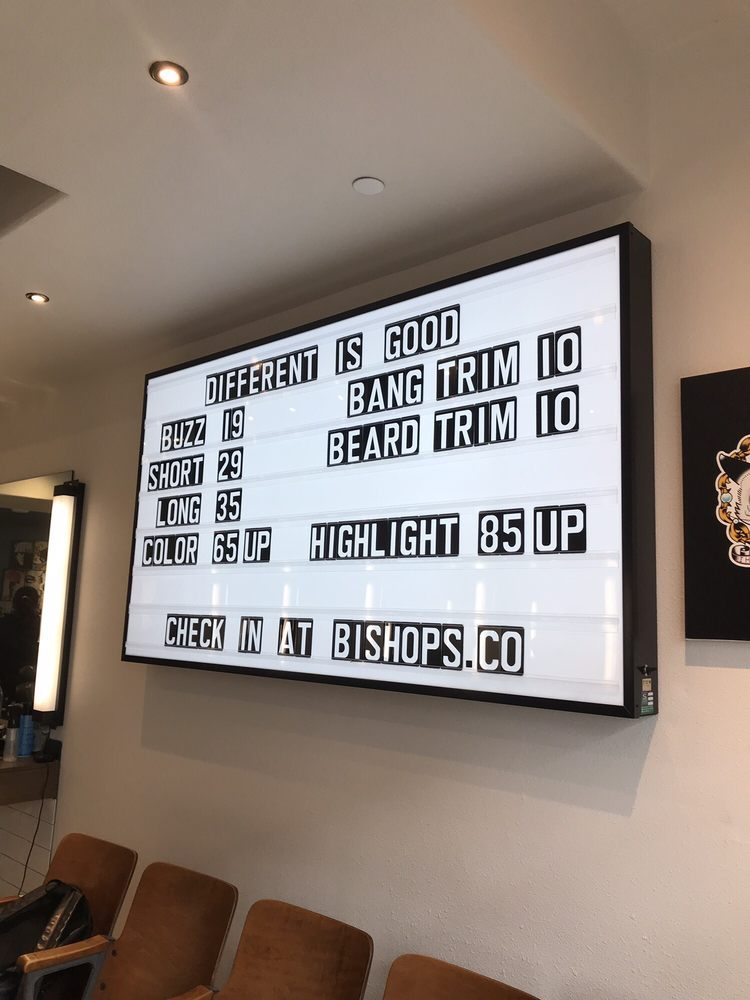 DIFFERENT IS GOOD
BUZZ 19
BANG TRIM 10
SHORT 29
BEARD TRIM 10
LONG 35
COLOR 65 UP
HIGHLIGHT 85 UP
CHECK IN AT BISHOPS.CO